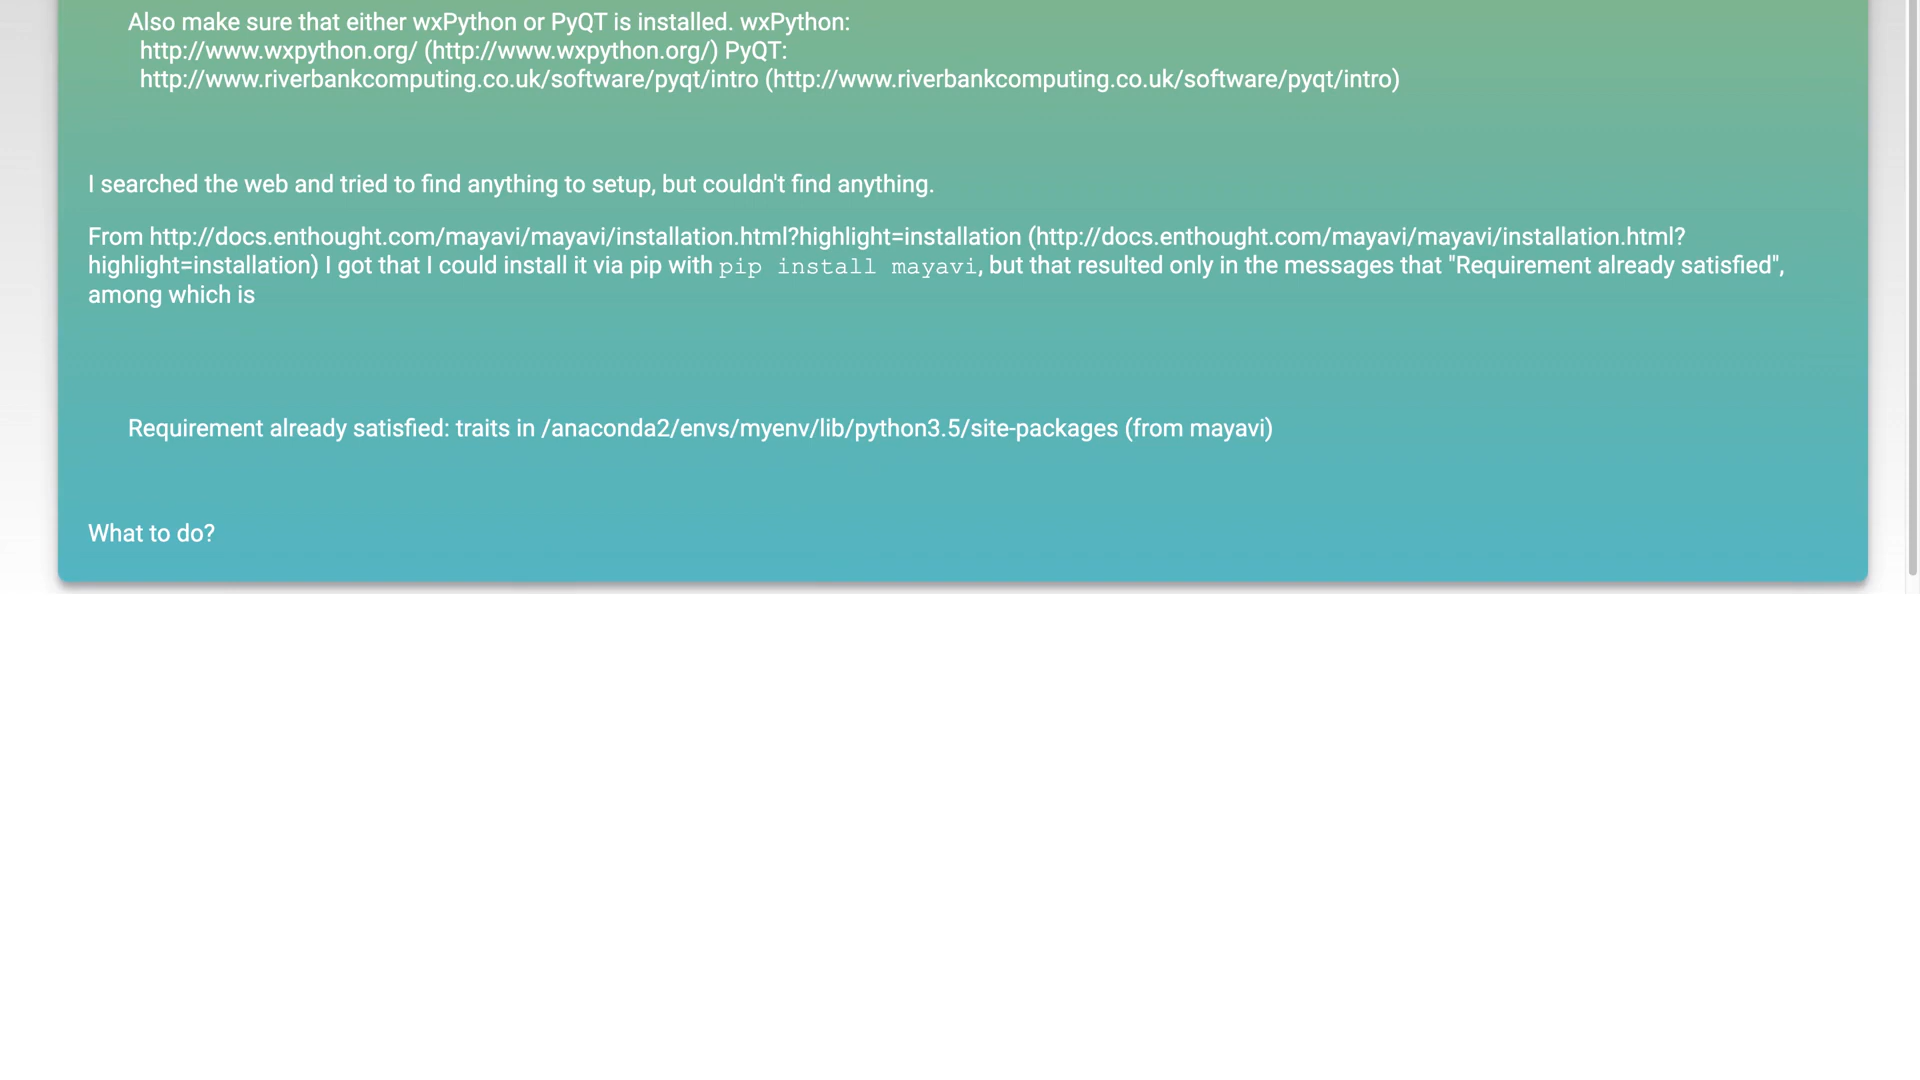 Also make sure that either wxPython or PyQT is installed. wxPython:
http://www.wxpython.org/ (http://www.wxpython.org/) PyQT:
http://www.riverbankcomputing.co.uk/software/pyqt/intro (http://www.riverbankcomputing.co.uk/software/pyqt/intro)
I searched the web and tried to find anything to setup, but couldn't find anything.
From http://docs.enthought.com/mayavi/mayavi/installation.html?highlight=installation (http://docs.enthought.com/mayavi/mayavi/installation.html?
highlight=installation) I got that I could install it via pip with pip install mayavi, but that resulted only in the messages that "Requirement already satisfied",
among which is
Requirement already satisfied: traits in /anaconda2/envs/myenv/lib/python3.5/site-packages (from mayavi)
What to do?